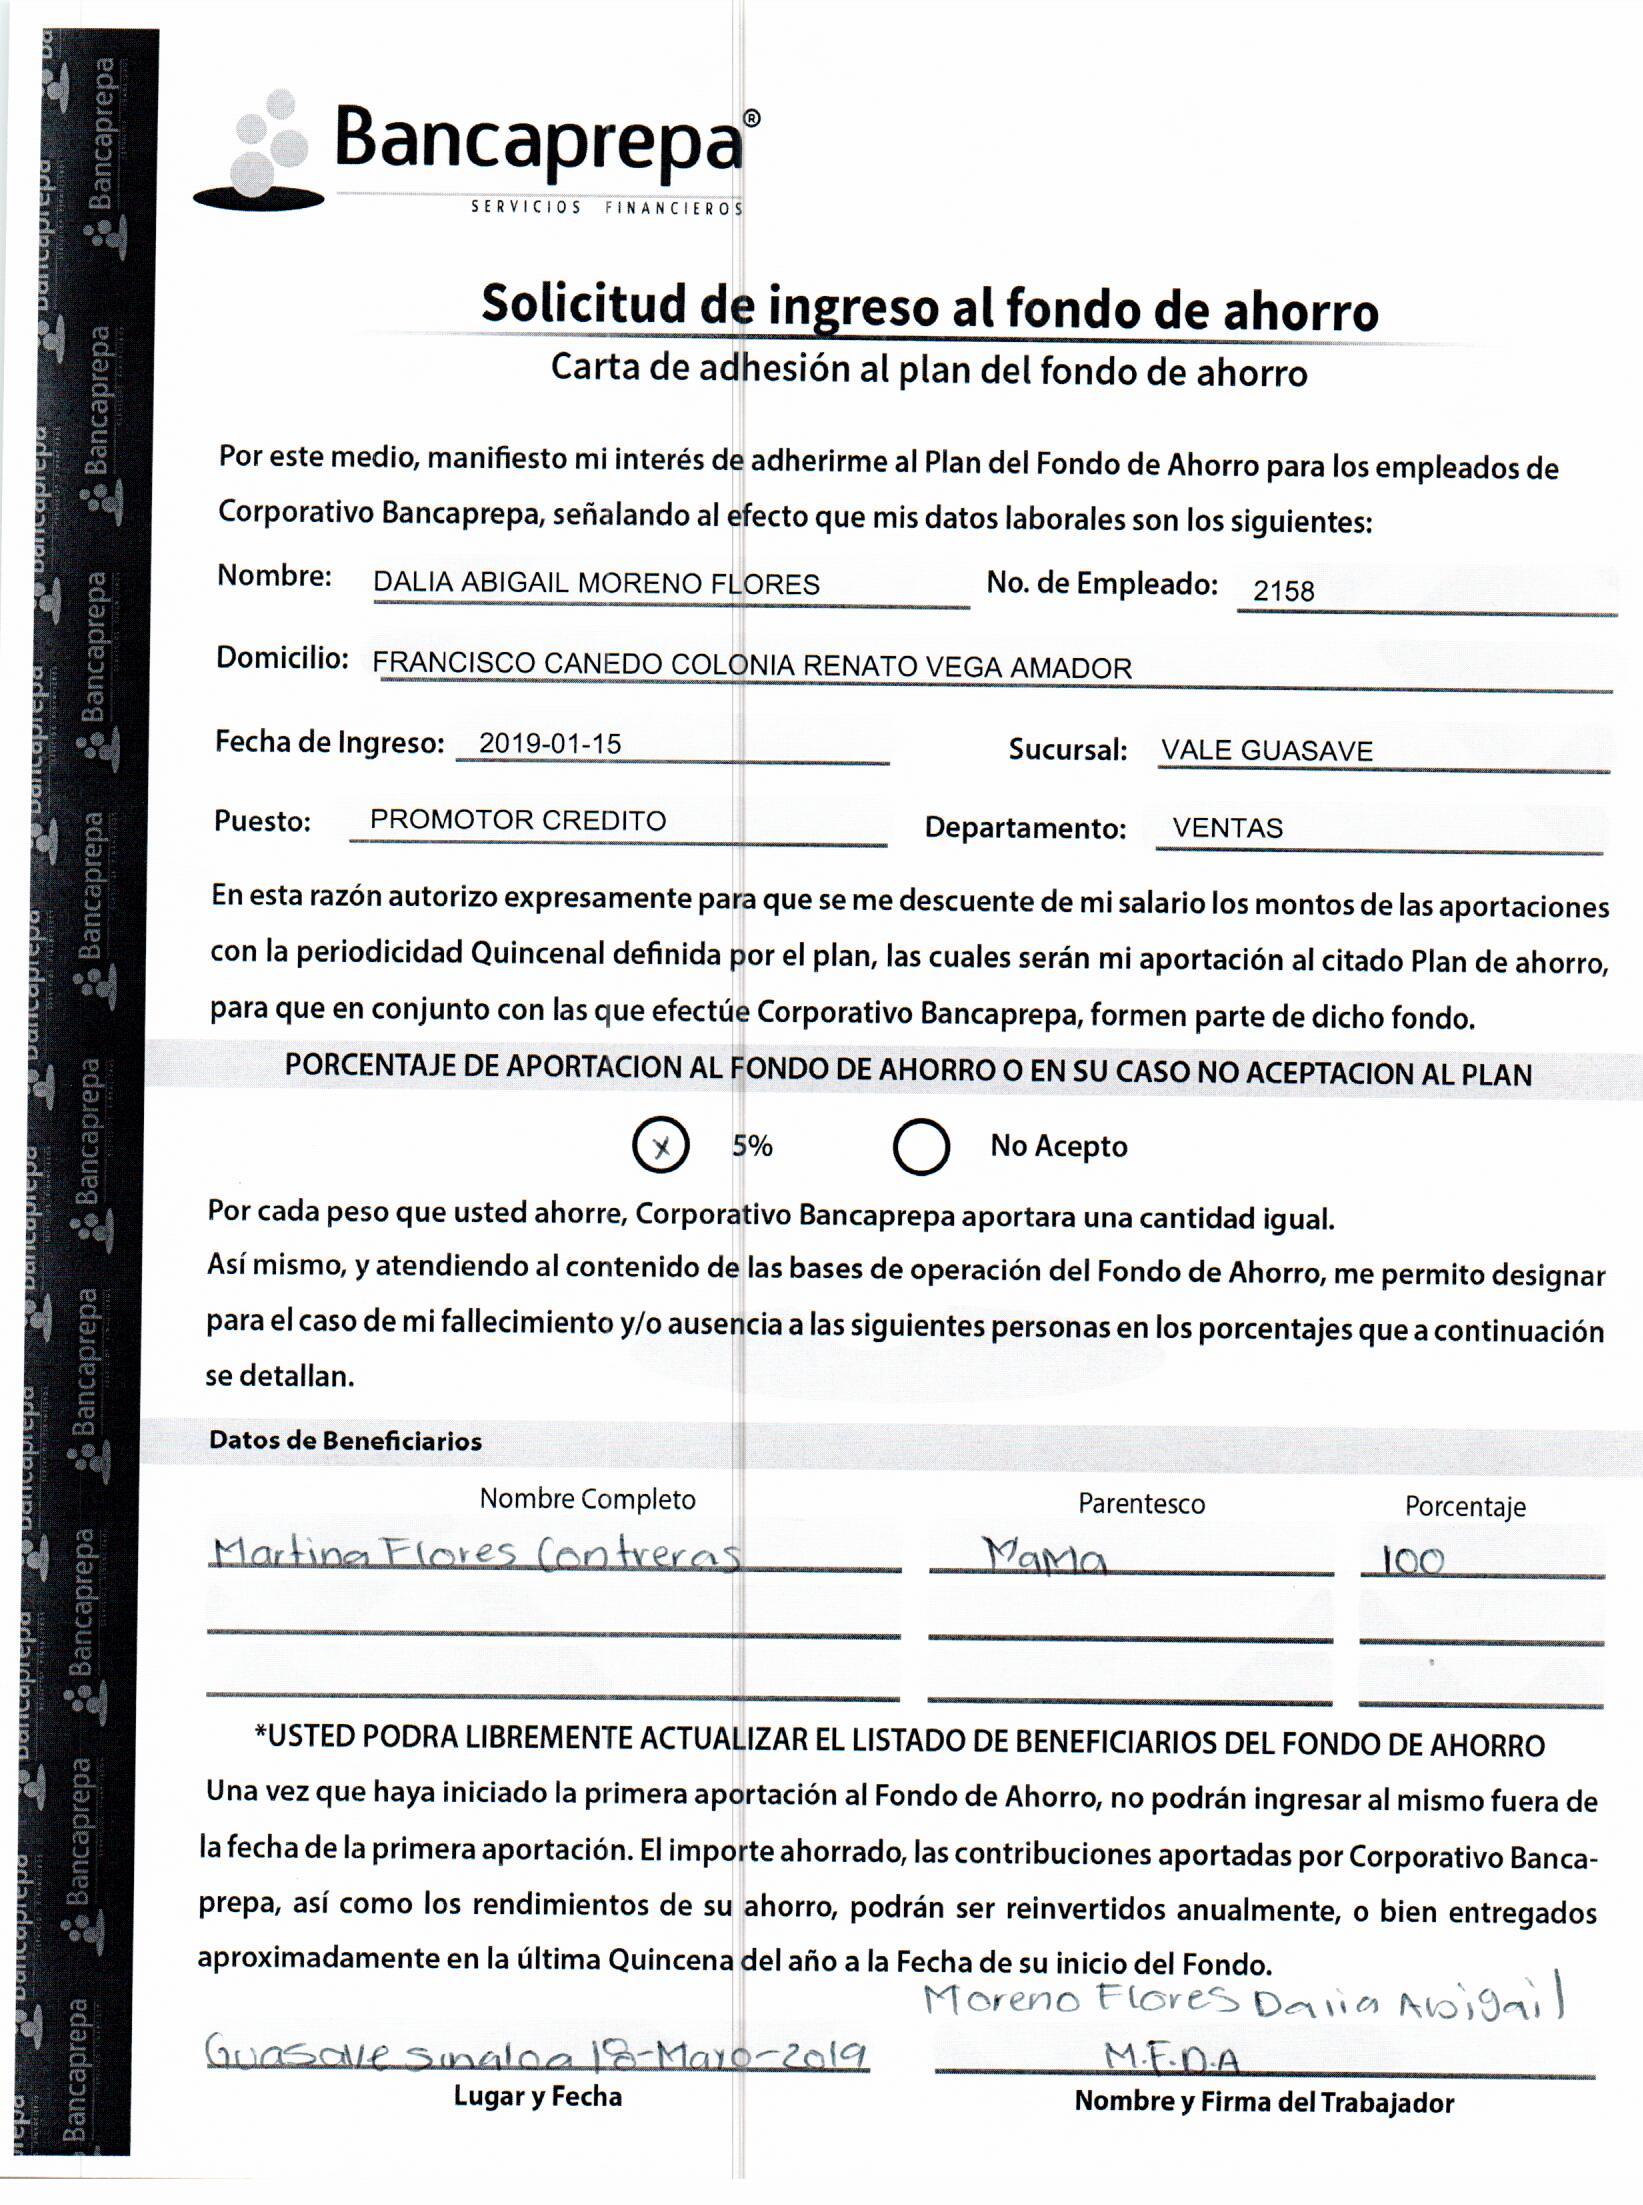 Bancaprepa®
SERVICIOS FINANCIEROS
Solicitud de ingreso al fondo de ahorro
Carta de adhesión al plan del fondo de ahorro
Por este medio, manifiesto mi interés de adherirme al Plan del Fondo de Ahorro para los empleados de
Corporativo Bancaprepa, señalando al efecto que mis datos laborales son los siguientes:
Nombre: DALIA ABIGAIL MORENO FLORES No. de Empleado: 2158
Domicilio: FRANCISCO CANEDO COLONIA RENATO VEGA AMADOR
Fecha de Ingreso: 2019-01-15 Sucursal: VALE GUASAVE
Puesto: PROMOTOR CREDITO Departamento: VENTAS
En esta razón autorizo expresamente para que se me descuente de mi salario los montos de las aportaciones
con la periodicidad Quincenal definida por el plan, las cuales serán mi aportación al citado Plan de ahorro,
para que en conjunto con las que efectúe Corporativo Bancaprepa, formen parte de dicho fondo.
PORCENTAJE DE APORTACION AL FONDO DE AHORRO O EN SU CASO NO ACEPTACION AL PLAN
x 5% No Acepto
Por cada peso que usted ahorre, Corporativo Bancaprepa aportara una cantidad igual.
Así mismo, y atendiendo al contenido de las bases de operación del Fondo de Ahorro, me permito designar
para el caso de mi fallecimiento y/o ausencia a las siguientes personas en los porcentajes que a continuación
se detallan.
Datos de Beneficiarios
Nombre Completo Parentesco Porcentaje
Martina Flores Contreras MaMa 100
*USTED PODRA LIBREMENTE ACTUALIZAR EL LISTADO DE BENEFICIARIOS DEL FONDO DE AHORRO
Una vez que haya iniciado la primera aportación al Fondo de Ahorro, no podrán ingresar al mismo fuera de
la fecha de la primera aportación. El importe ahorrado, las contribuciones aportadas por Corporativo Banca-
prepa, así como los rendimientos de su ahorro, podrán ser reinvertidos anualmente, o bien entregados
aproximadamente en la última Quincena del año a la Fecha de su inicio del Fondo.
Moreno Flores Dalia Abigail
Guasave sinaloa 18-Mayo-2019 M.F.D.A
Lugar y Fecha Nombre y Firma del Trabajador